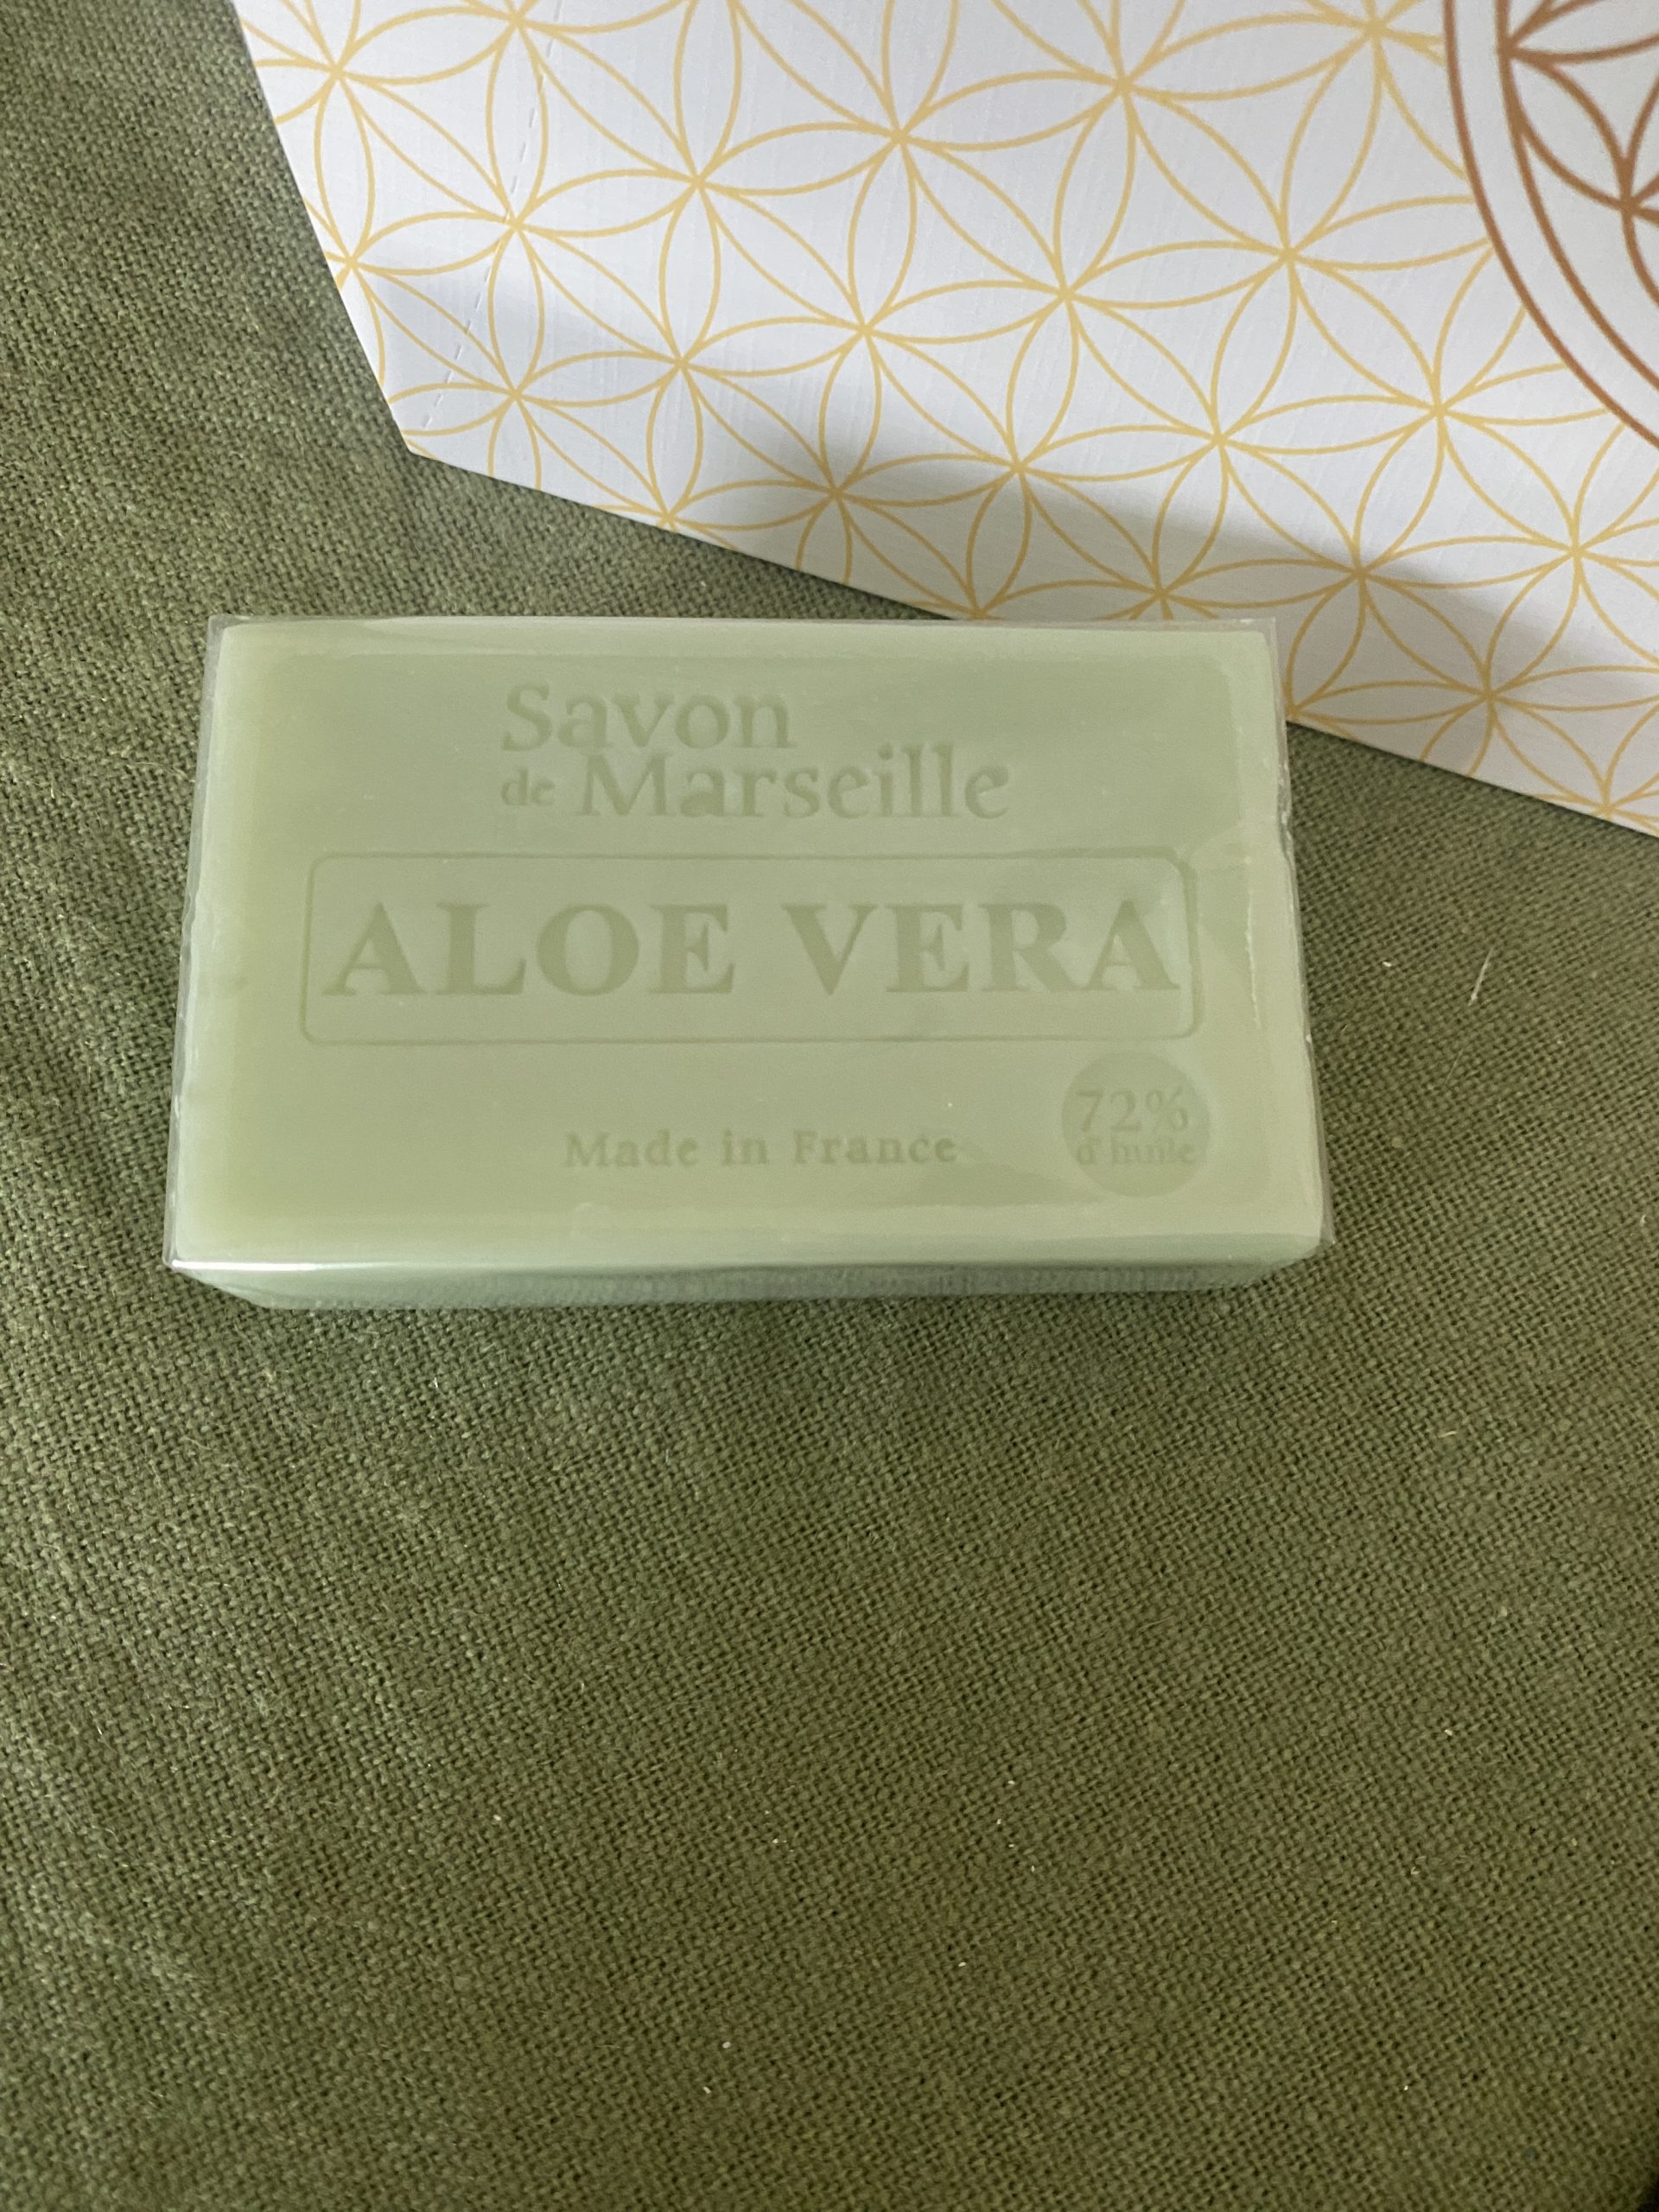 Savon
de Marseille
ALOE VERA
Made in France
72%
d'huile